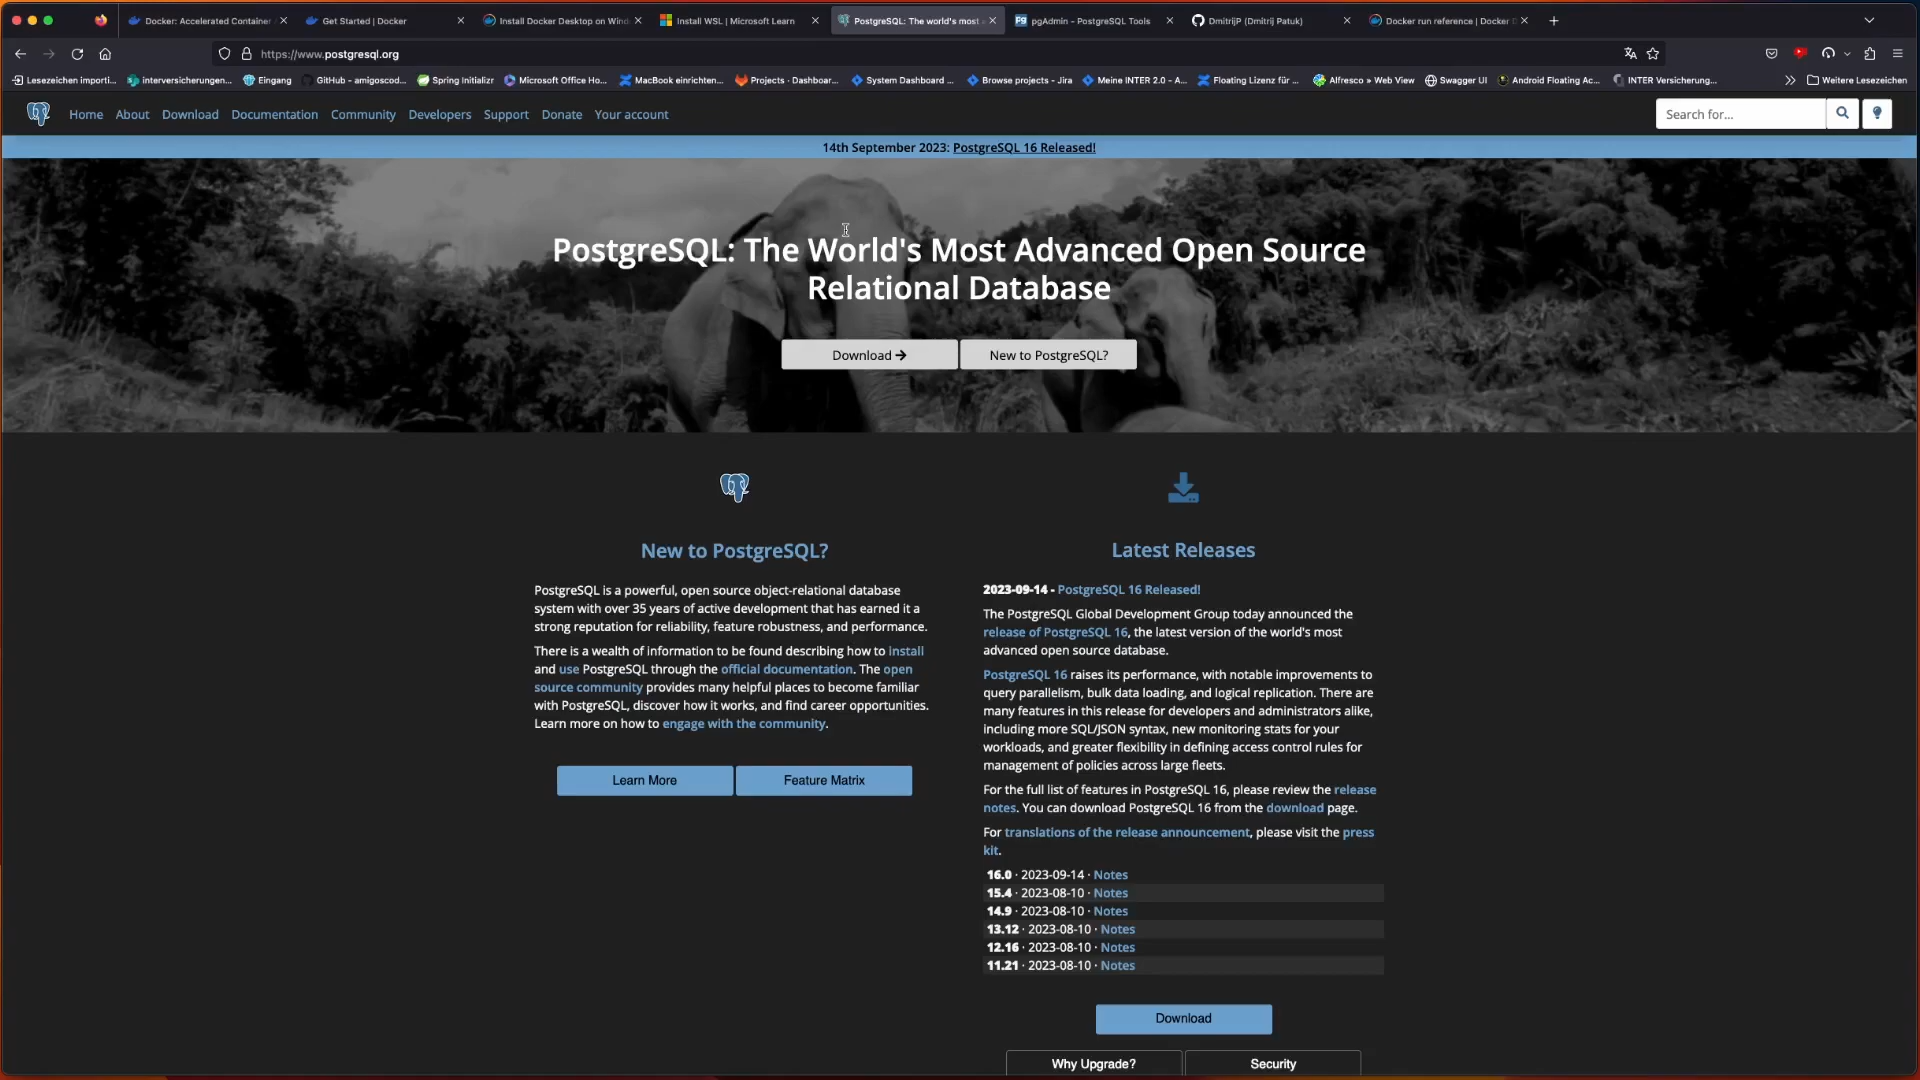 Docker: Accelerated Container
Get Started | Docker
Install Docker Desktop on Wind
Install WSL | Microsoft Learn
PostgreSQL: The world's most
pgAdmin - PostgreSQL Tools
DmitrijP (Dmitrij Patuk)
Docker run reference | Docker
https://www.postgresql.org
Lesezeichen importi...
interversicherungen...
Eingang
GitHub - amigoscod...
Spring Initializr
Microsoft Office Ho...
MacBook einrichten...
Projects · Dashboar...
System Dashboard ...
Browse projects - Jira
Meine INTER 2.0 - A...
Floating Lizenz für ...
Alfresco » Web View
Swagger UI
Android Floating Ac...
INTER Versicherung...
Weitere Lesezeichen
Home About Download Documentation Community Developers Support Donate Your account
Search for...
14th September 2023: PostgreSQL 16 Released!
PostgreSQL: The World's Most Advanced Open Source
Relational Database
Download
New to PostgreSQL?
New to PostgreSQL?
PostgreSQL is a powerful, open source object-relational database
system with over 35 years of active development that has earned it a
strong reputation for reliability, feature robustness, and performance.
There is a wealth of information to be found describing how to install
and use PostgreSQL through the official documentation. The open
source community provides many helpful places to become familiar
with PostgreSQL, discover how it works, and find career opportunities.
Learn more on how to engage with the community.
Learn More
Feature Matrix
Latest Releases
2023-09-14 - PostgreSQL 16 Released!
The PostgreSQL Global Development Group today announced the
release of PostgreSQL 16, the latest version of the world's most
advanced open source database.
PostgreSQL 16 raises its performance, with notable improvements to
query parallelism, bulk data loading, and logical replication. There are
many features in this release for developers and administrators alike,
including more SQL/JSON syntax, new monitoring stats for your
workloads, and greater flexibility in defining access control rules for
management of policies across large fleets.
For the full list of features in PostgreSQL 16, please review the release
notes. You can download PostgreSQL 16 from the download page.
For translations of the release announcement, please visit the press
kit.
16.0 · 2023-09-14 · Notes
15.4 · 2023-08-10 · Notes
14.9 · 2023-08-10 · Notes
13.12 · 2023-08-10 · Notes
12.16 · 2023-08-10 · Notes
11.21 · 2023-08-10 · Notes
Download
Why Upgrade?
Security